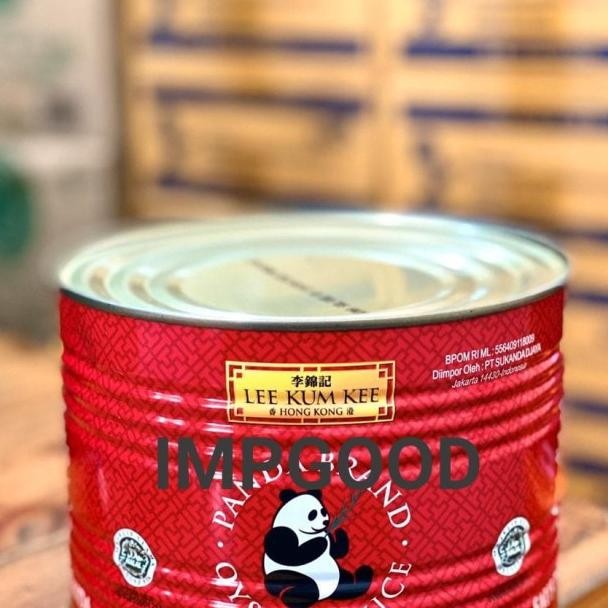 李錦記
LEE KUM KEE
香 HONG KONG 港
BPOM RI ML : 556409118009
Diimpor Oleh : PT SUKANDA DJAYA
Jakarta 14430-Indonesia
IMPGOOD
· PANDA BRAND ·
OYSTER SAUCE